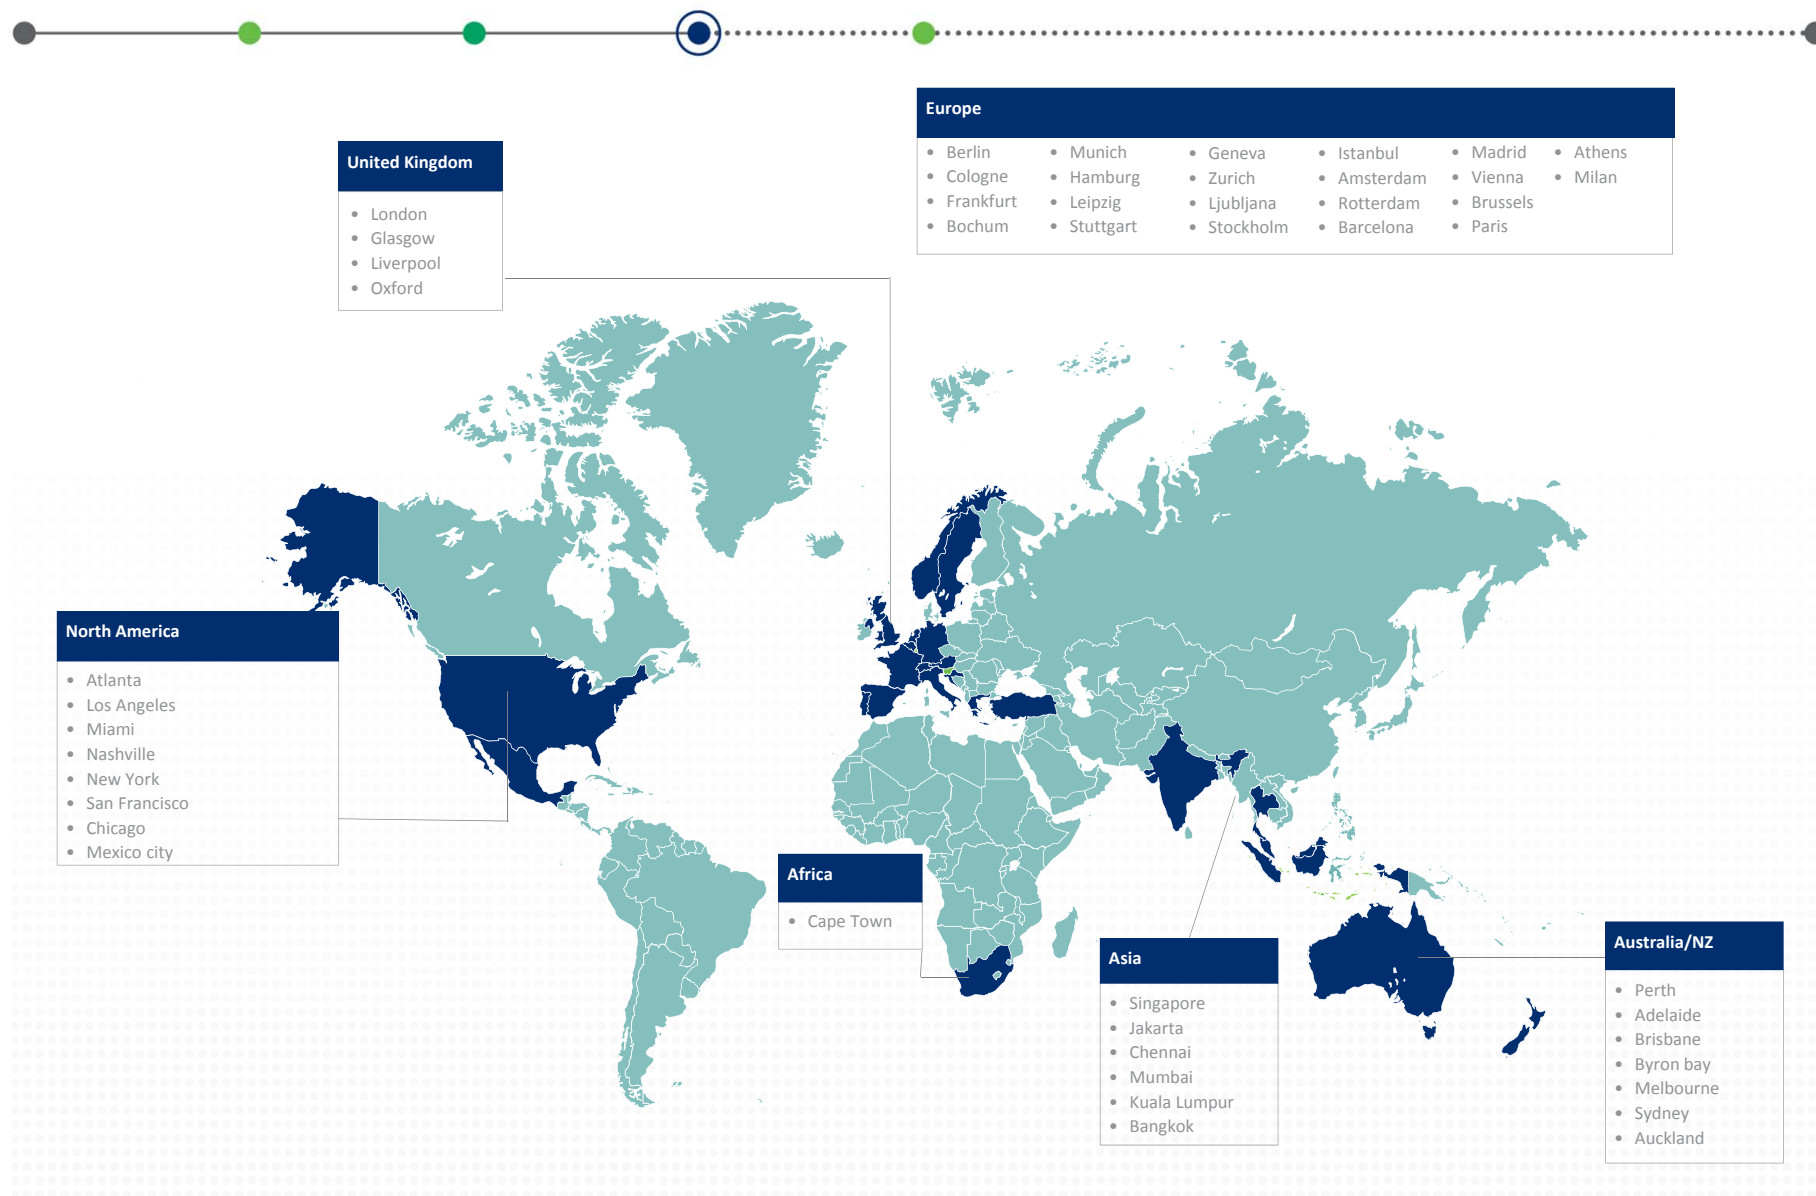 Europe
Berlin
Cologne
Frankfurt
Bochum
Munich
Hamburg
Leipzig
Stuttgart
Geneva
Zurich
Ljubljana
Stockholm
Istanbul
Amsterdam
Rotterdam
Barcelona
Madrid
Vienna
Brussels
Paris
Athens
Milan
United Kingdom
London
Glasgow
Liverpool
Oxford
North America
Atlanta
Los Angeles
Miami
Nashville
New York
San Francisco
Chicago
Mexico city
Africa
Cape Town
Asia
Singapore
Jakarta
Chennai
Mumbai
Kuala Lumpur
Bangkok
Australia/NZ
Perth
Adelaide
Brisbane
Byron bay
Melbourne
Sydney
Auckland